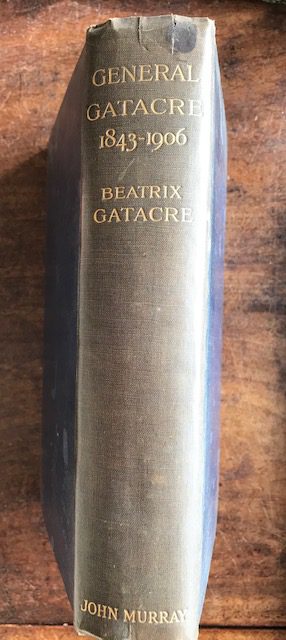 GENERAL
GATACRE
1843-1906
BEATRIX
GATACRE
JOHN MURRAY